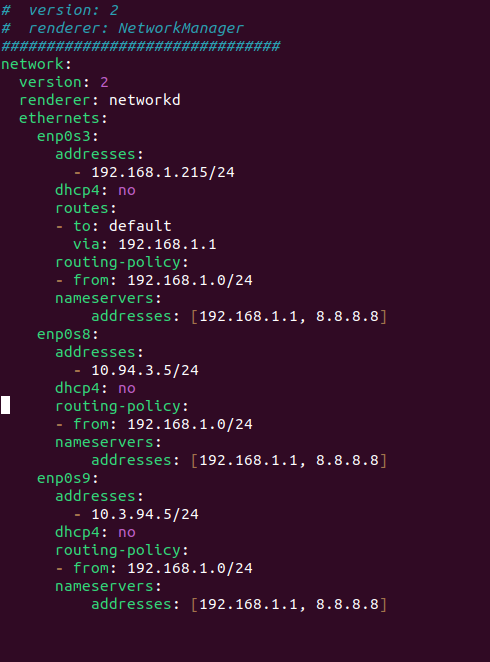 #  version: 2
#  renderer: NetworkManager
###############################
network:
  version: 2
  renderer: networkd
  ethernets:
    enp0s3:
      addresses:
        - 192.168.1.215/24
      dhcp4: no
      routes:
      - to: default
        via: 192.168.1.1
      routing-policy:
      - from: 192.168.1.0/24
      nameservers:
          addresses: [192.168.1.1, 8.8.8.8]
    enp0s8:
      addresses:
        - 10.94.3.5/24
      dhcp4: no
      routing-policy:
      - from: 192.168.1.0/24
      nameservers:
          addresses: [192.168.1.1, 8.8.8.8]
    enp0s9:
      addresses:
        - 10.3.94.5/24
      dhcp4: no
      routing-policy:
      - from: 192.168.1.0/24
      nameservers:
          addresses: [192.168.1.1, 8.8.8.8]